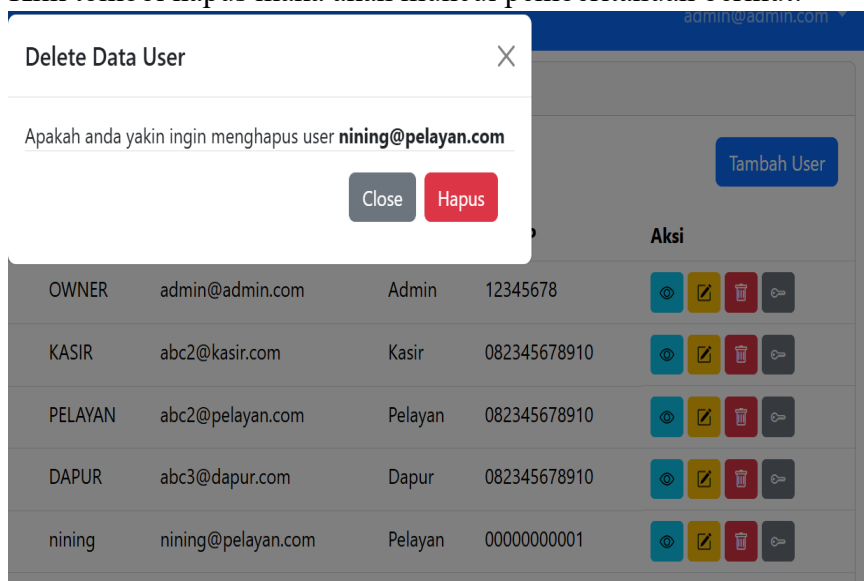 admin@admin.com
Delete Data User
Apakah anda yakin ingin menghapus user nining@pelayan.com
Tambah User
Close Hapus
Aksi
OWNER admin@admin.com Admin 12345678
KASIR abc2@kasir.com Kasir 082345678910
PELAYAN abc2@pelayan.com Pelayan 082345678910
DAPUR abc3@dapur.com Dapur 082345678910
nining nining@pelayan.com Pelayan 00000000001